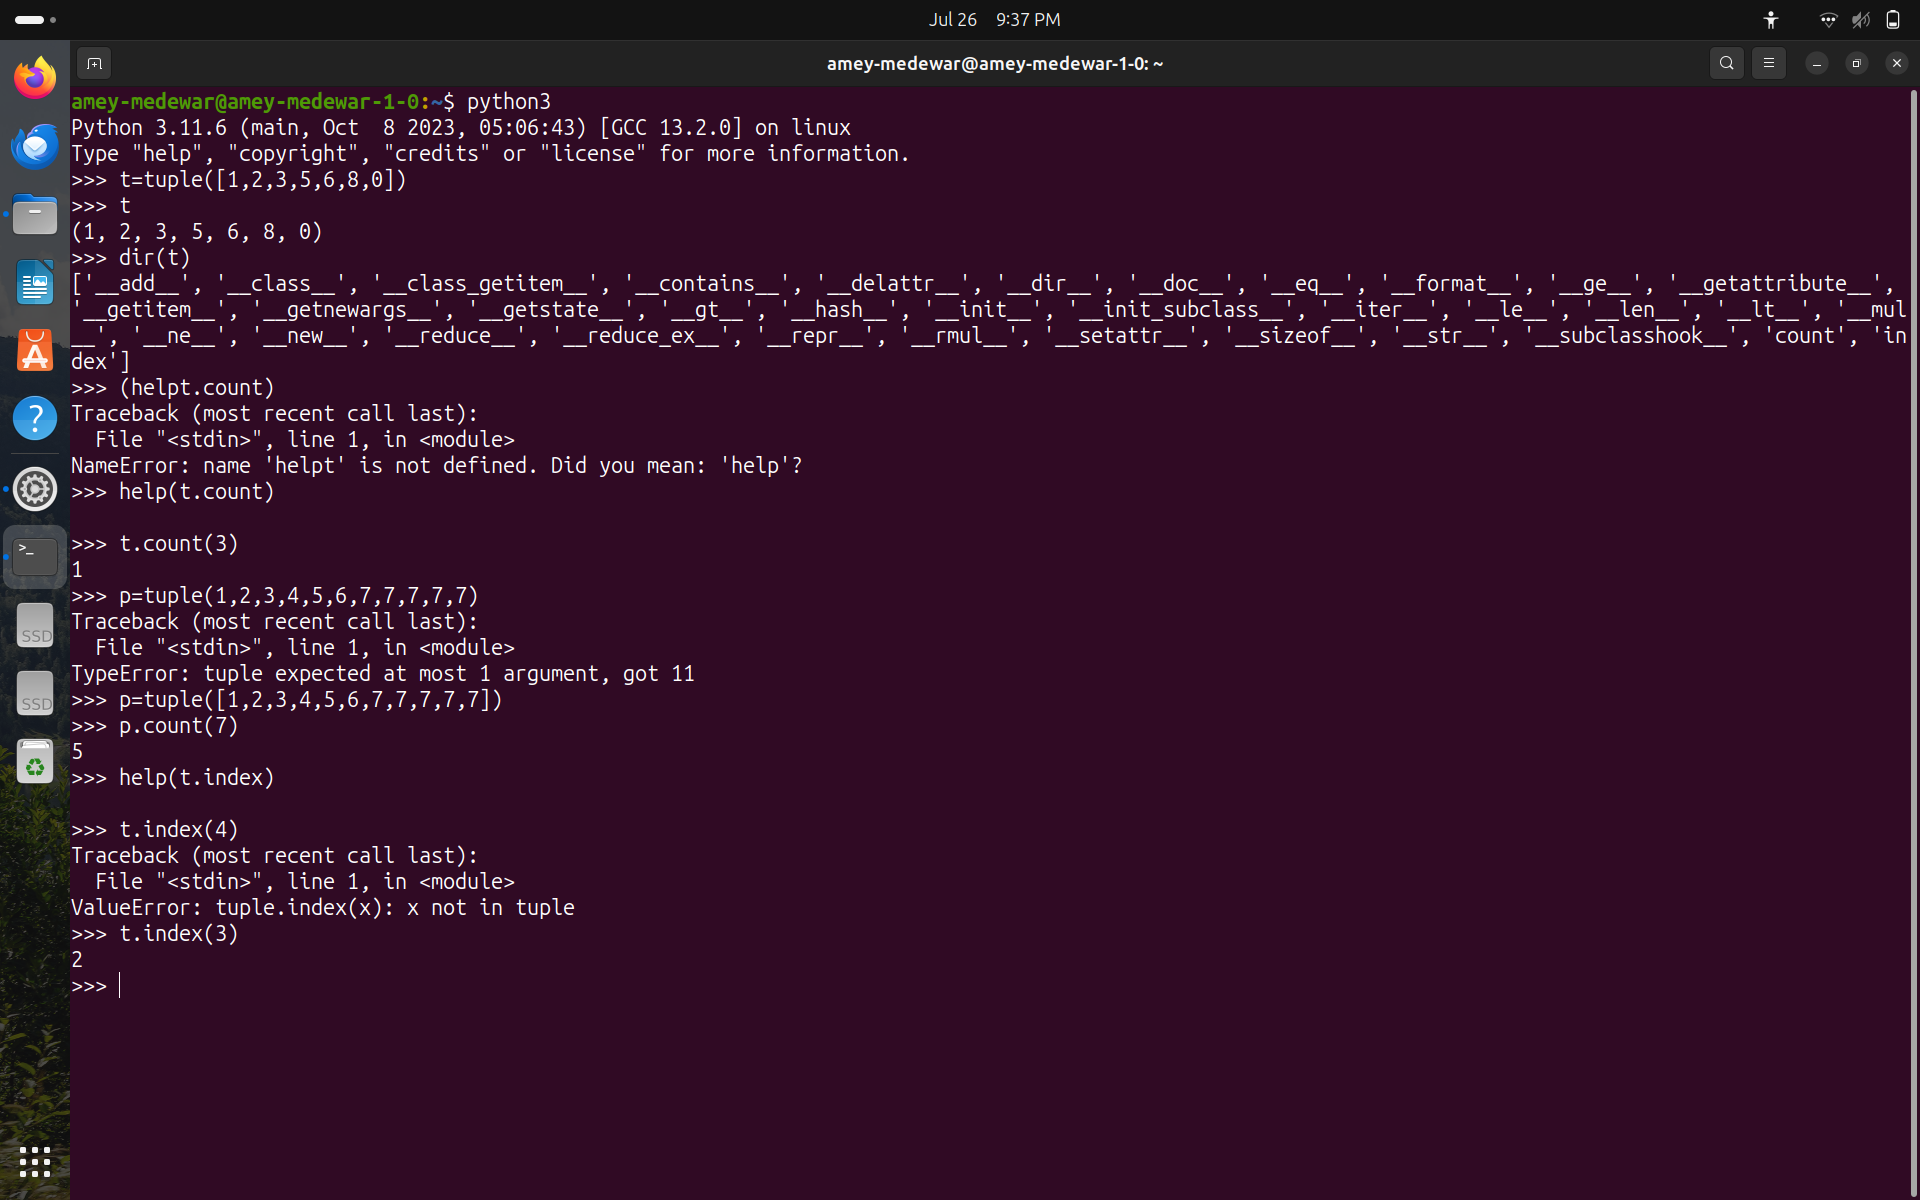 Jul 26 9:37 PM
amey-medewar@amey-medewar-1-0: ~
amey-medewar@amey-medewar-1-0:~$ python3
Python 3.11.6 (main, Oct  8 2023, 05:06:43) [GCC 13.2.0] on linux
Type "help", "copyright", "credits" or "license" for more information.
>>> t=tuple([1,2,3,5,6,8,0])
>>> t
(1, 2, 3, 5, 6, 8, 0)
>>> dir(t)
['__add__', '__class__', '__class_getitem__', '__contains__', '__delattr__', '__dir__', '__doc__', '__eq__', '__format__', '__ge__', '__getattribute__',
'__getitem__', '__getnewargs__', '__getstate__', '__gt__', '__hash__', '__init__', '__init_subclass__', '__iter__', '__le__', '__len__', '__lt__', '__mul
__', '__ne__', '__new__', '__reduce__', '__reduce_ex__', '__repr__', '__rmul__', '__setattr__', '__sizeof__', '__str__', '__subclasshook__', 'count', 'in
dex']
>>> (helpt.count)
Traceback (most recent call last):
  File "<stdin>", line 1, in <module>
NameError: name 'helpt' is not defined. Did you mean: 'help'?
>>> help(t.count)
>>> t.count(3)
1
>>> p=tuple(1,2,3,4,5,6,7,7,7,7,7)
Traceback (most recent call last):
  File "<stdin>", line 1, in <module>
TypeError: tuple expected at most 1 argument, got 11
>>> p=tuple([1,2,3,4,5,6,7,7,7,7,7])
>>> p.count(7)
5
>>> help(t.index)
>>> t.index(4)
Traceback (most recent call last):
  File "<stdin>", line 1, in <module>
ValueError: tuple.index(x): x not in tuple
>>> t.index(3)
2
>>>
SSD
SSD